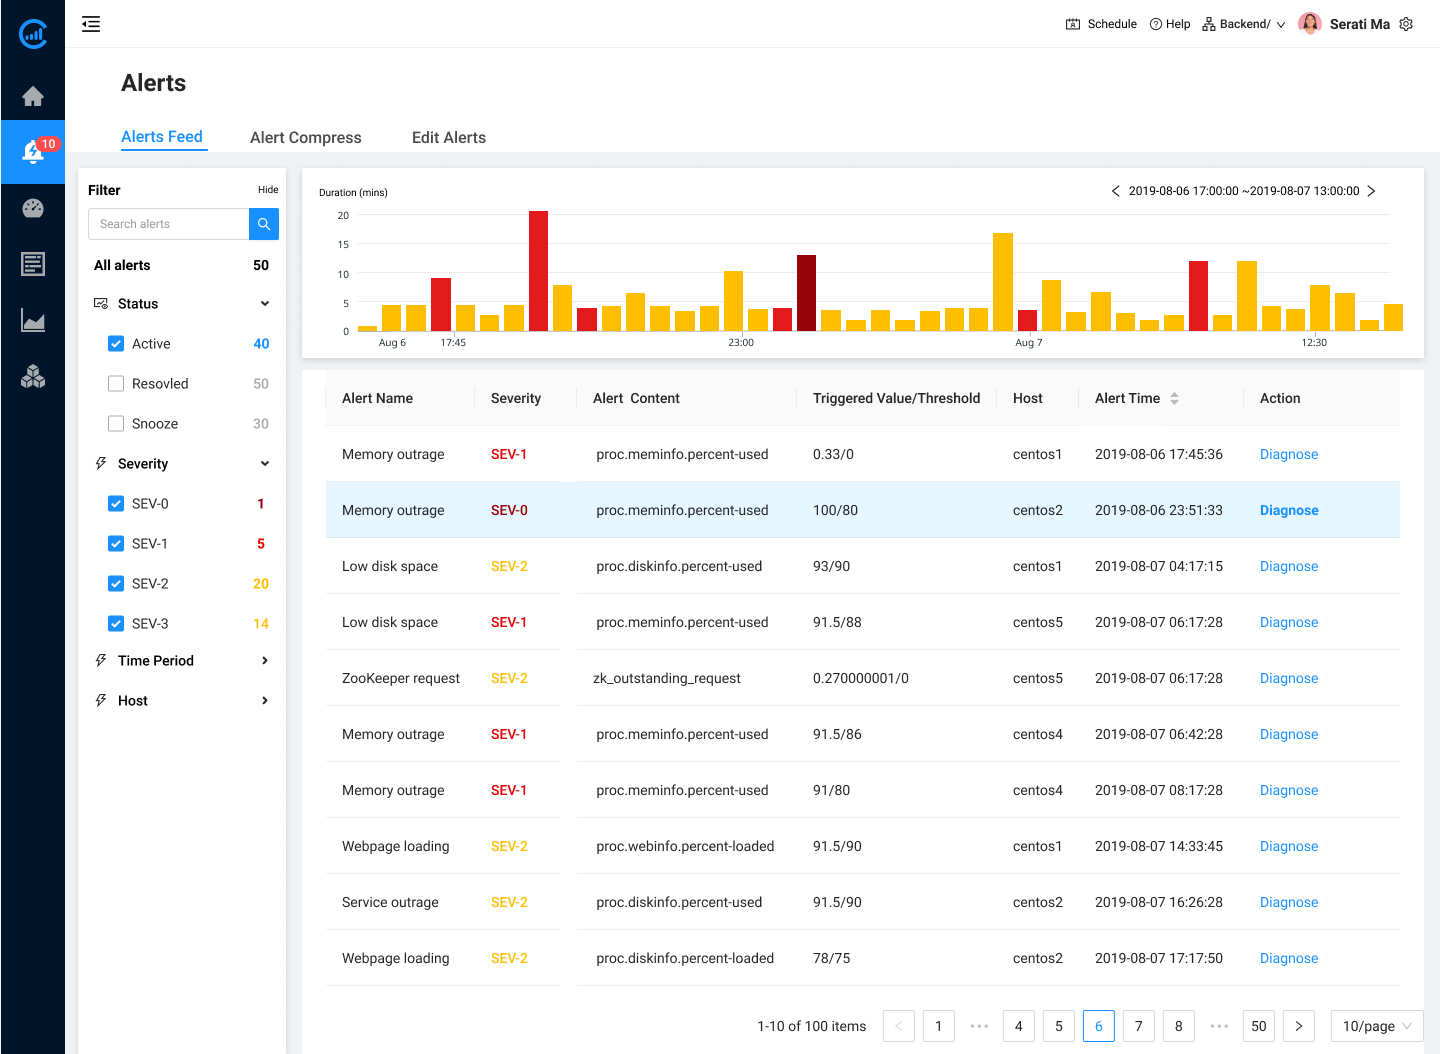 Schedule Help Backend/ Serati Ma
Alerts
10
Alerts Feed Alert Compress Edit Alerts
Filter Hide
Search alerts
All alerts 50
Status
Active 40
Resovled 50
Snooze 30
Severity
SEV-0 1
SEV-1 5
SEV-2 20
SEV-3 14
Time Period
Host
Duration (mins) 2019-08-06 17:00:00 ~2019-08-07 13:00:00
20
15
10
5
0
Aug 6 17:45 23:00 Aug 7 12:30
Alert Name Severity Alert Content Triggered Value/Threshold Host Alert Time Action
Memory outrage SEV-1 proc.meminfo.percent-used 0.33/0 centos1 2019-08-06 17:45:36 Diagnose
Memory outrage SEV-0 proc.meminfo.percent-used 100/80 centos2 2019-08-06 23:51:33 Diagnose
Low disk space SEV-2 proc.diskinfo.percent-used 93/90 centos1 2019-08-07 04:17:15 Diagnose
Low disk space SEV-1 proc.meminfo.percent-used 91.5/88 centos5 2019-08-07 06:17:28 Diagnose
ZooKeeper request SEV-2 zk_outstanding_request 0.270000001/0 centos5 2019-08-07 06:17:28 Diagnose
Memory outrage SEV-1 proc.meminfo.percent-used 91.5/86 centos4 2019-08-07 06:42:28 Diagnose
Memory outrage SEV-1 proc.meminfo.percent-used 91/80 centos4 2019-08-07 08:17:28 Diagnose
Webpage loading SEV-2 proc.webinfo.percent-loaded 91.5/90 centos1 2019-08-07 14:33:45 Diagnose
Service outrage SEV-2 proc.diskinfo.percent-used 91.5/90 centos2 2019-08-07 16:26:28 Diagnose
Webpage loading SEV-2 proc.diskinfo.percent-loaded 78/75 centos2 2019-08-07 17:17:50 Diagnose
1-10 of 100 items < 1 ••• 4 5 6 7 8 ••• 50 > 10/page